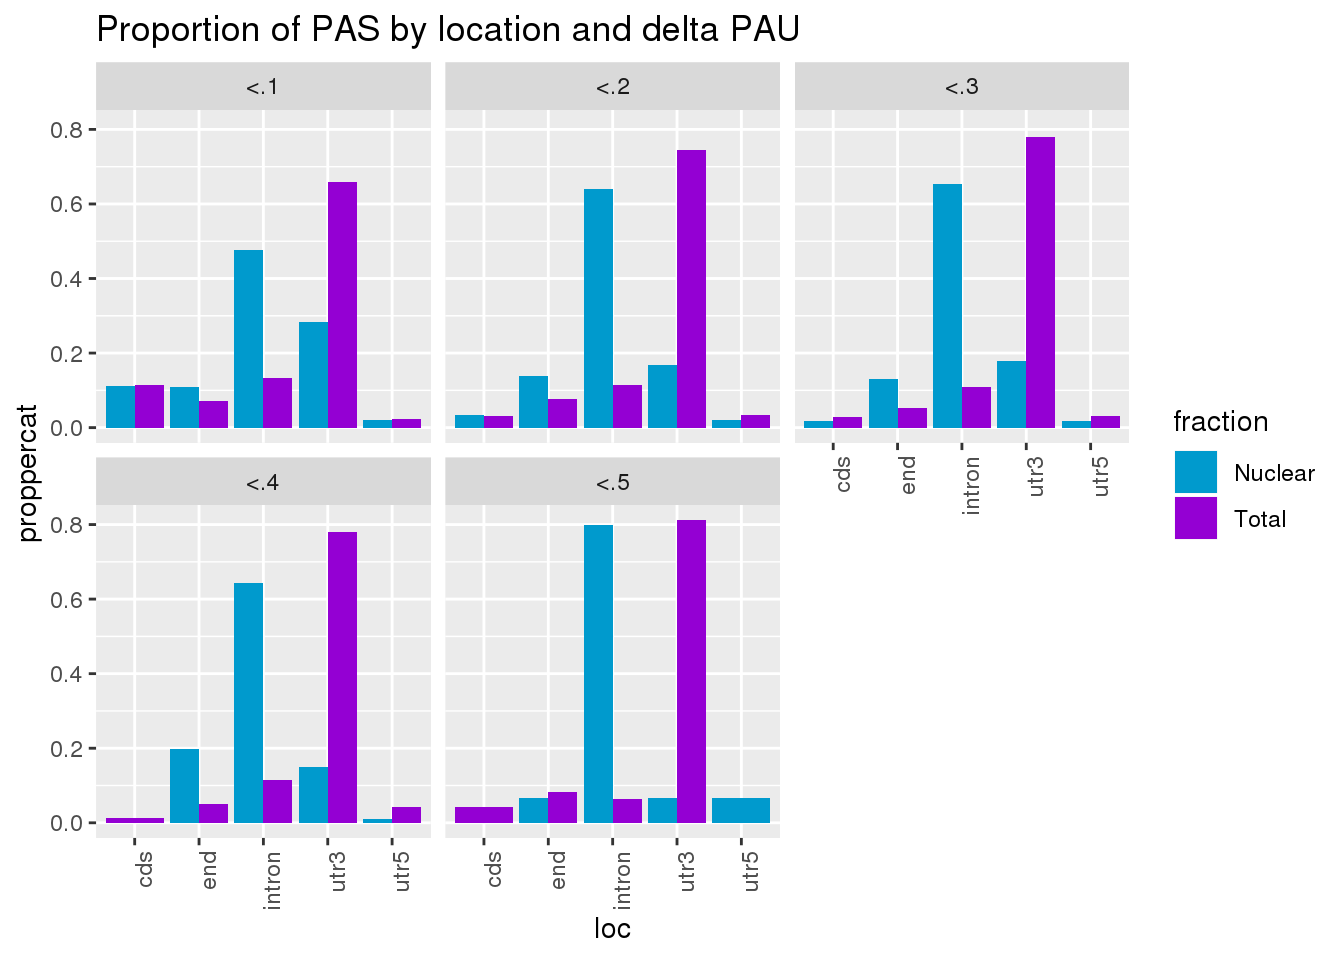 Proportion of PAS by location and delta PAU
<.1
<.2
<.3
0.8
0.6
0.4
0.2
0.0
cds
end
intron
utr3
utr5
<.4
<.5
0.8
0.6
0.4
0.2
0.0
cds
end
intron
utr3
utr5
cds
end
intron
utr3
utr5
loc
proppercat
fraction
Nuclear
Total